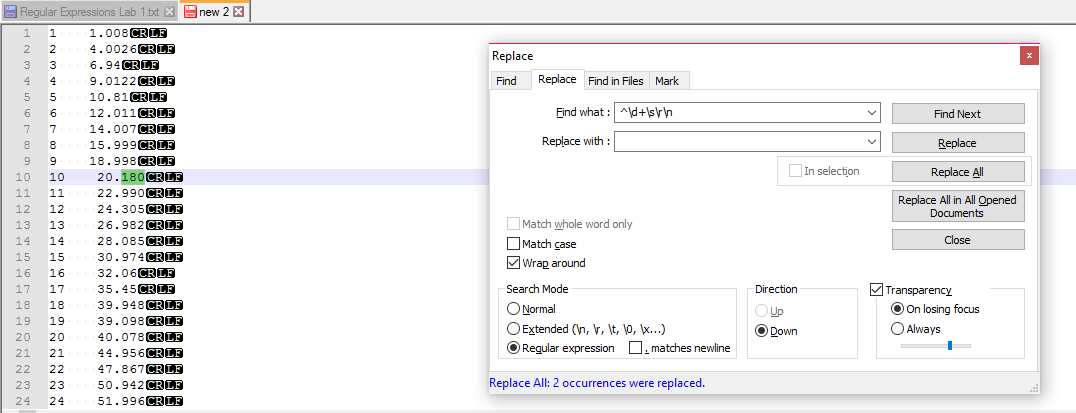 Regular Expressions Lab 1.txt new 2
1 1 1.008CRLF
2 2 4.0026CRLF
3 3 6.94CRLF
4 4 9.0122CRLF
5 5 10.81CRLF
6 6 12.011CRLF
7 7 14.007CRLF
8 8 15.999CRLF
9 9 18.998CRLF
10 10 20.180CRLF
11 11 22.990CRLF
12 12 24.305CRLF
13 13 26.982CRLF
14 14 28.085CRLF
15 15 30.974CRLF
16 16 32.06CRLF
17 17 35.45CRLF
18 18 39.948CRLF
19 19 39.098CRLF
20 20 40.078CRLF
21 21 44.956CRLF
22 22 47.867CRLF
23 23 50.942CRLF
24 24 51.996CRLF
Replace x
Find Replace Find in Files Mark
Find what : ^\d+\s\r\n Find Next
Replace with : Replace
In selection Replace All
Replace All in All Opened
Documents
Match whole word only
Match case Close
Wrap around
Search Mode Direction Transparency
Normal Up On losing focus
Extended (\n, \r, \t, \0, \x...) Down Always
Regular expression . matches newline
Replace All: 2 occurrences were replaced.